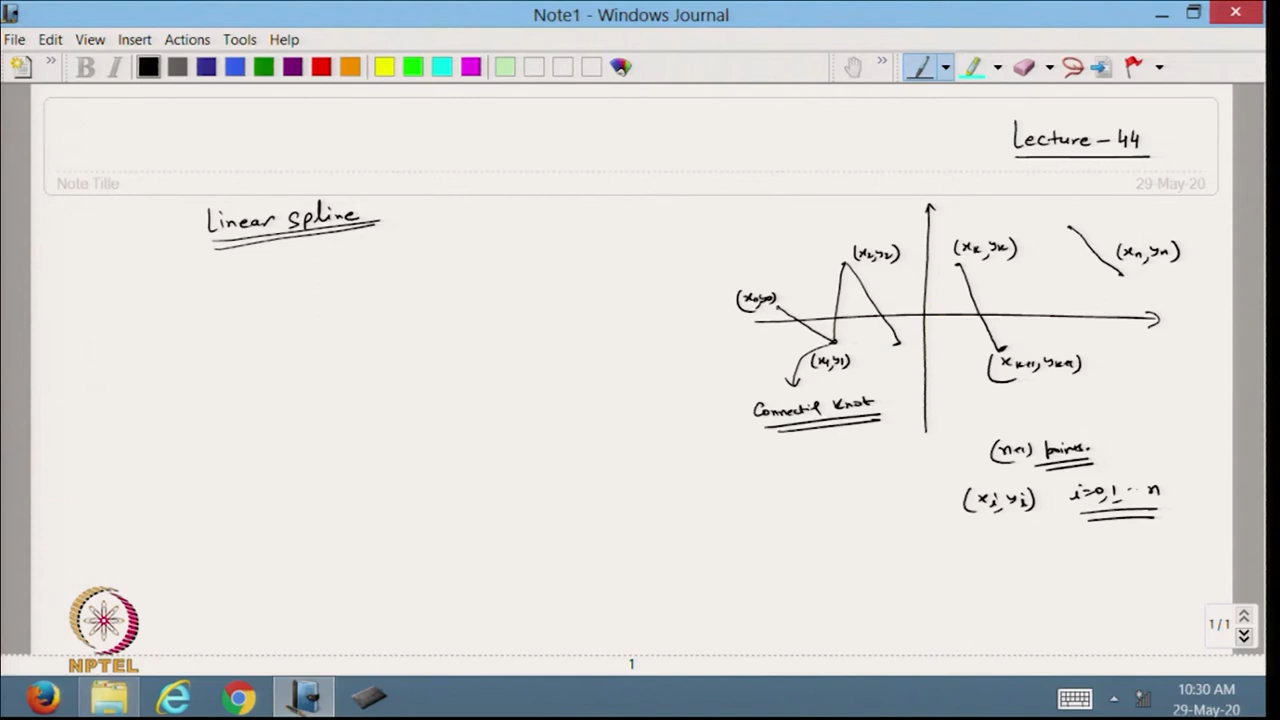 Note1 - Windows Journal
File Edit View Insert Actions Tools Help
B I
Lecture - 44
Note Title
29-May-20
Linear Spline
(x0,y0)
(x2,y2)
(xk,yk)
(xn,yn)
(x1,y1)
(xk+1,yk+1)
Knot
(n+1) points.
(xi,yi) i=0,1...n
1/1
NPTEL
1
10:30 AM
29-May-20